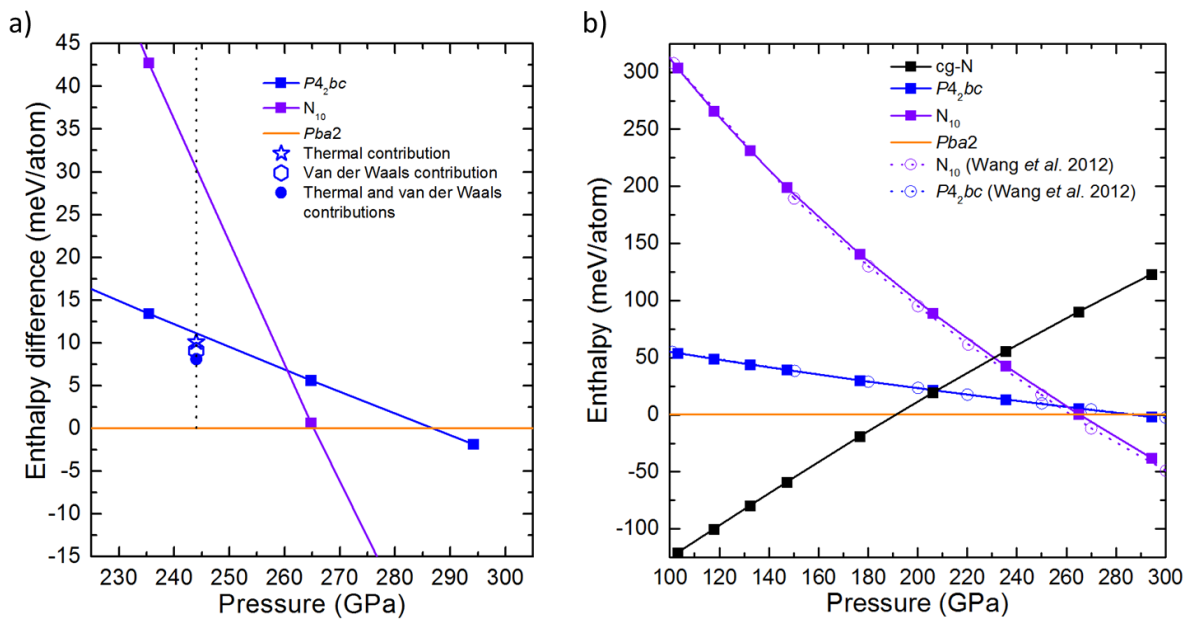 a)
45
40
35
30
25
20
15
10
5
0
-5
-10
-15
Enthalpy difference (meV/atom)
P4₂bc
N₁₀
Pba2
Thermal contribution
Van der Waals contribution
Thermal and van der Waals
contributions
230 240 250 260 270 280 290 300
Pressure (GPa)
b)
300
250
200
150
100
50
0
-50
-100
Enthalpy (meV/atom)
cg-N
P4₂bc
N₁₀
Pba2
N₁₀ (Wang et al. 2012)
P4₂bc (Wang et al. 2012)
100 120 140 160 180 200 220 240 260 280 300
Pressure (GPa)